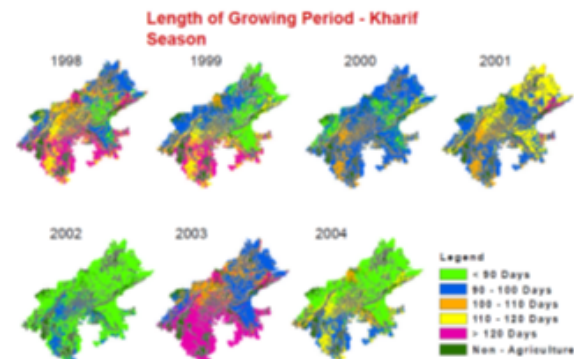 Length of Growing Period - Kharif
Season
1998
1999
2000
2001
2002
2003
2004
Legend
< 90 Days
90 - 100 Days
100 - 110 Days
110 - 120 Days
> 120 Days
Non - Agriculture